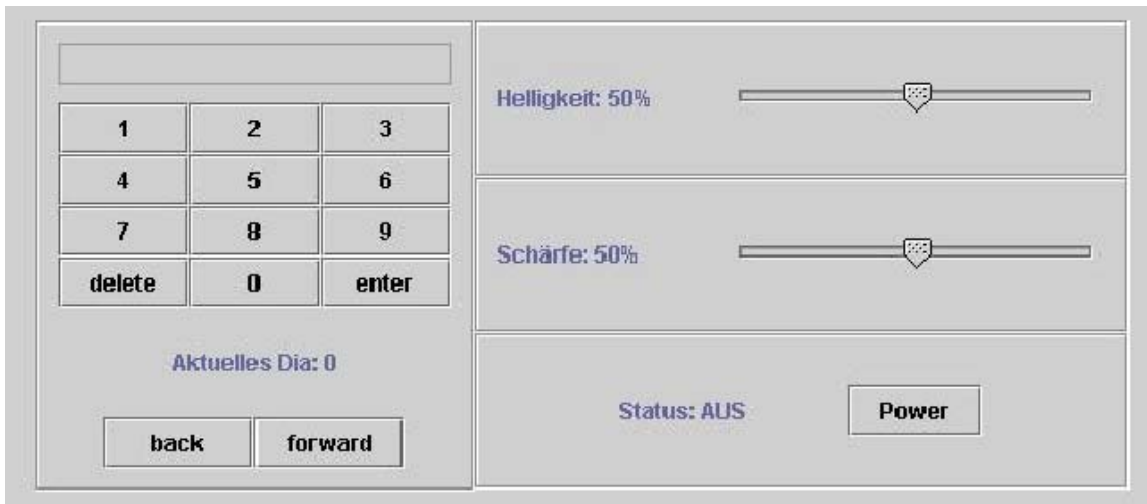 1 2 3
4 5 6
7 8 9
delete 0 enter
Aktuelles Dia: 0
back forward
Helligkeit: 50%
Schärfe: 50%
Status: AUS Power